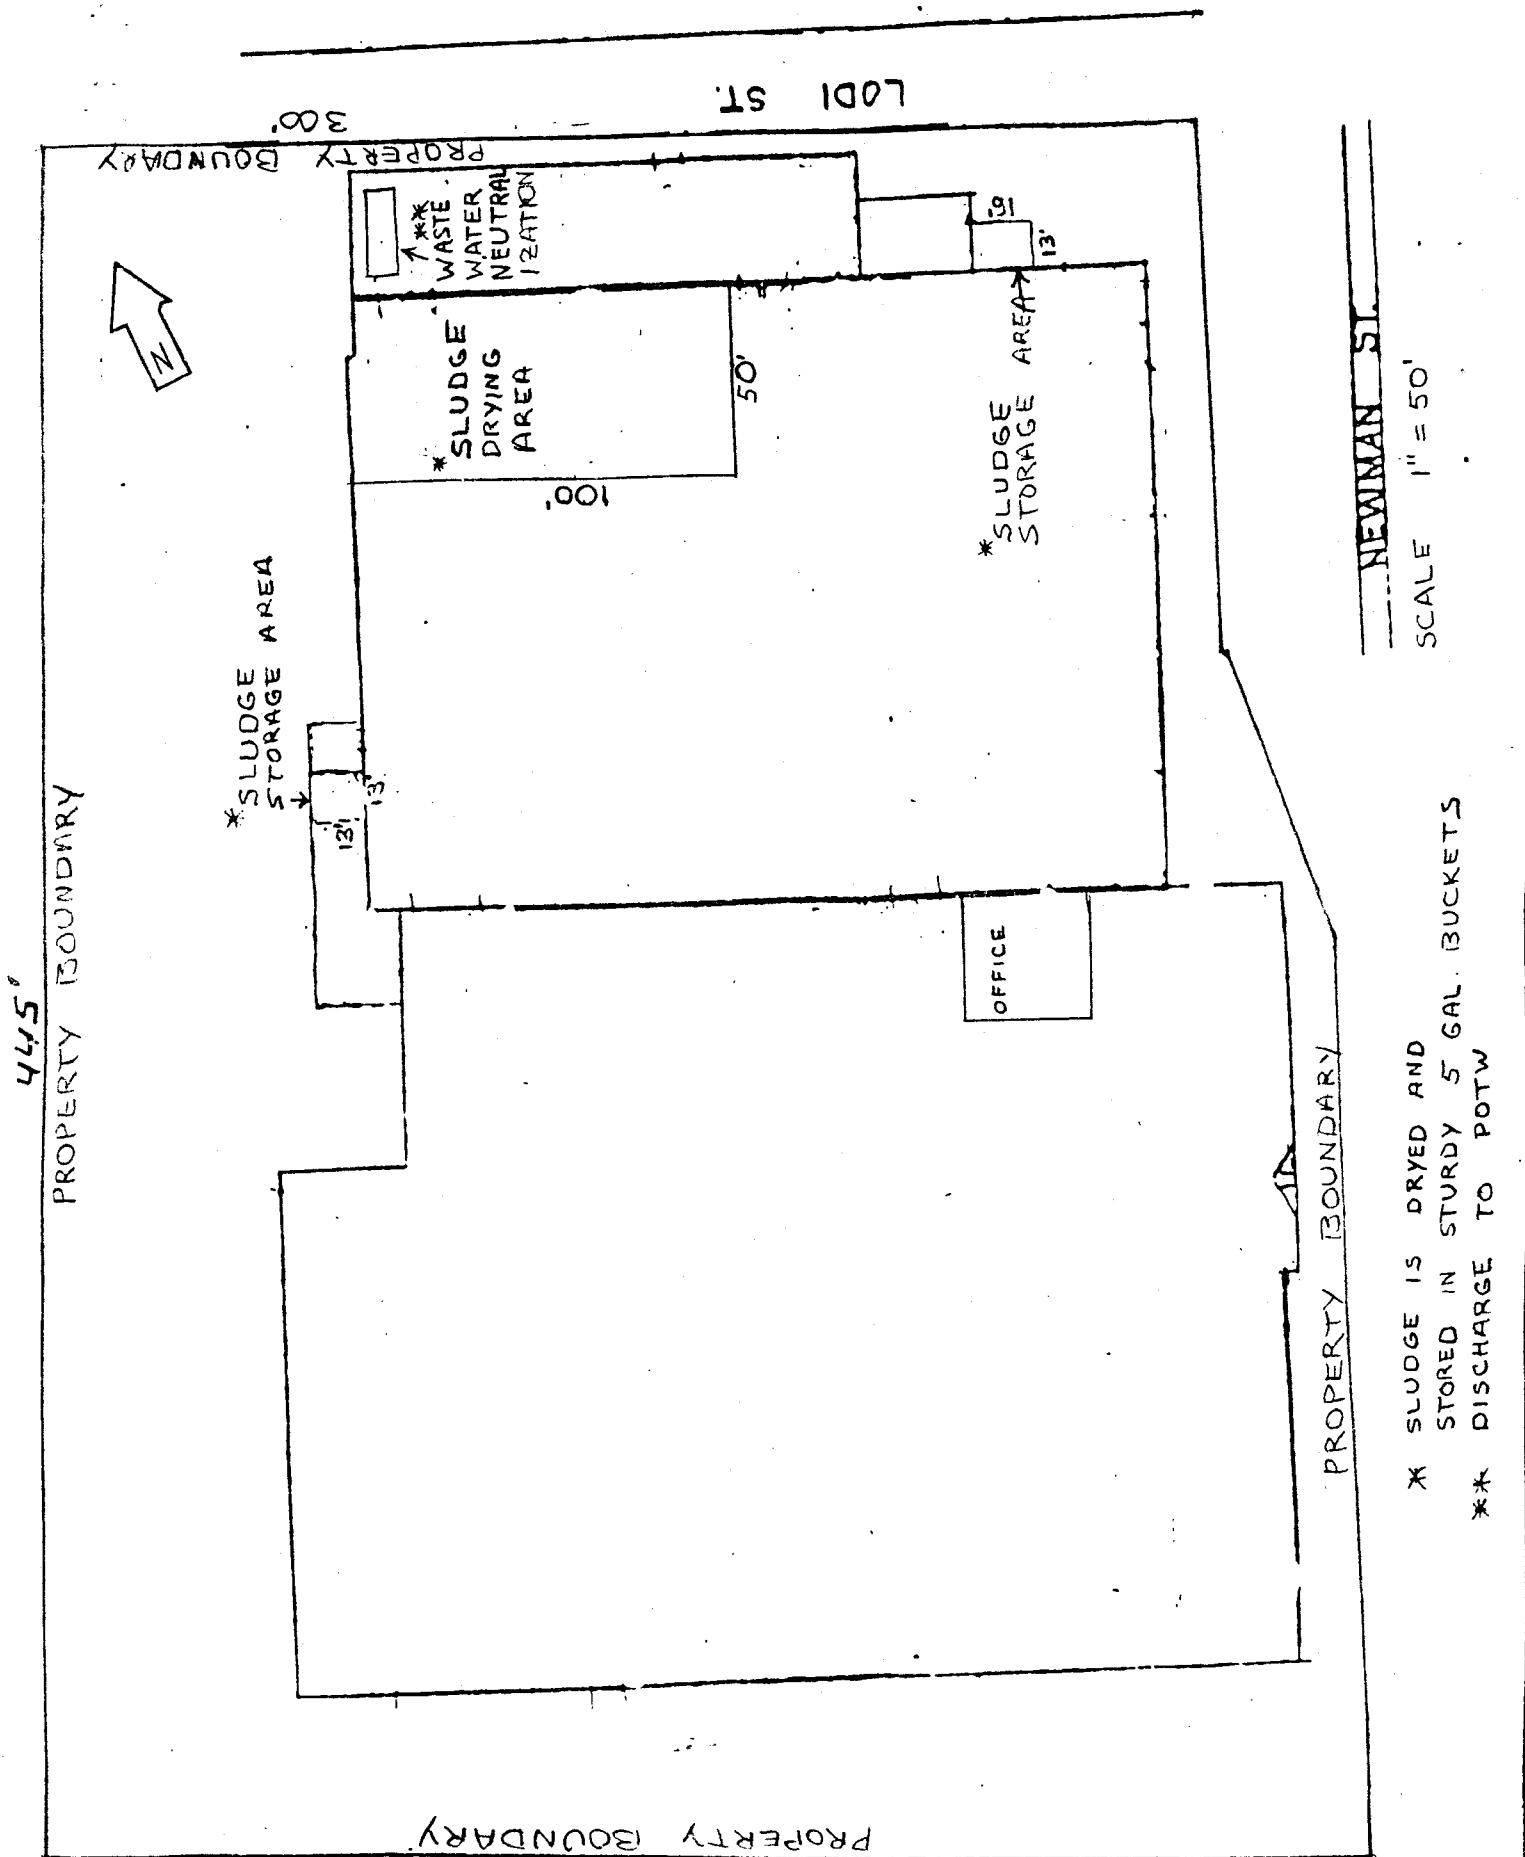 445'
PROPERTY BOUNDARY
LODI ST.
300'
PROPERTY BOUNDARY
N
**
WASTE
WATER
NEUTRAL
IZATION
* SLUDGE
DRYING
AREA
50'
100'
13'
* SLUDGE
STORAGE AREA
* SLUDGE
STORAGE AREA
13'
13'
OFFICE
NEWMAN ST.
SCALE 1" = 50'
PROPERTY BOUNDARY
PROPERTY BOUNDARY
* SLUDGE IS DRYED AND
STORED IN STURDY 5 GAL. BUCKETS
** DISCHARGE TO POTW